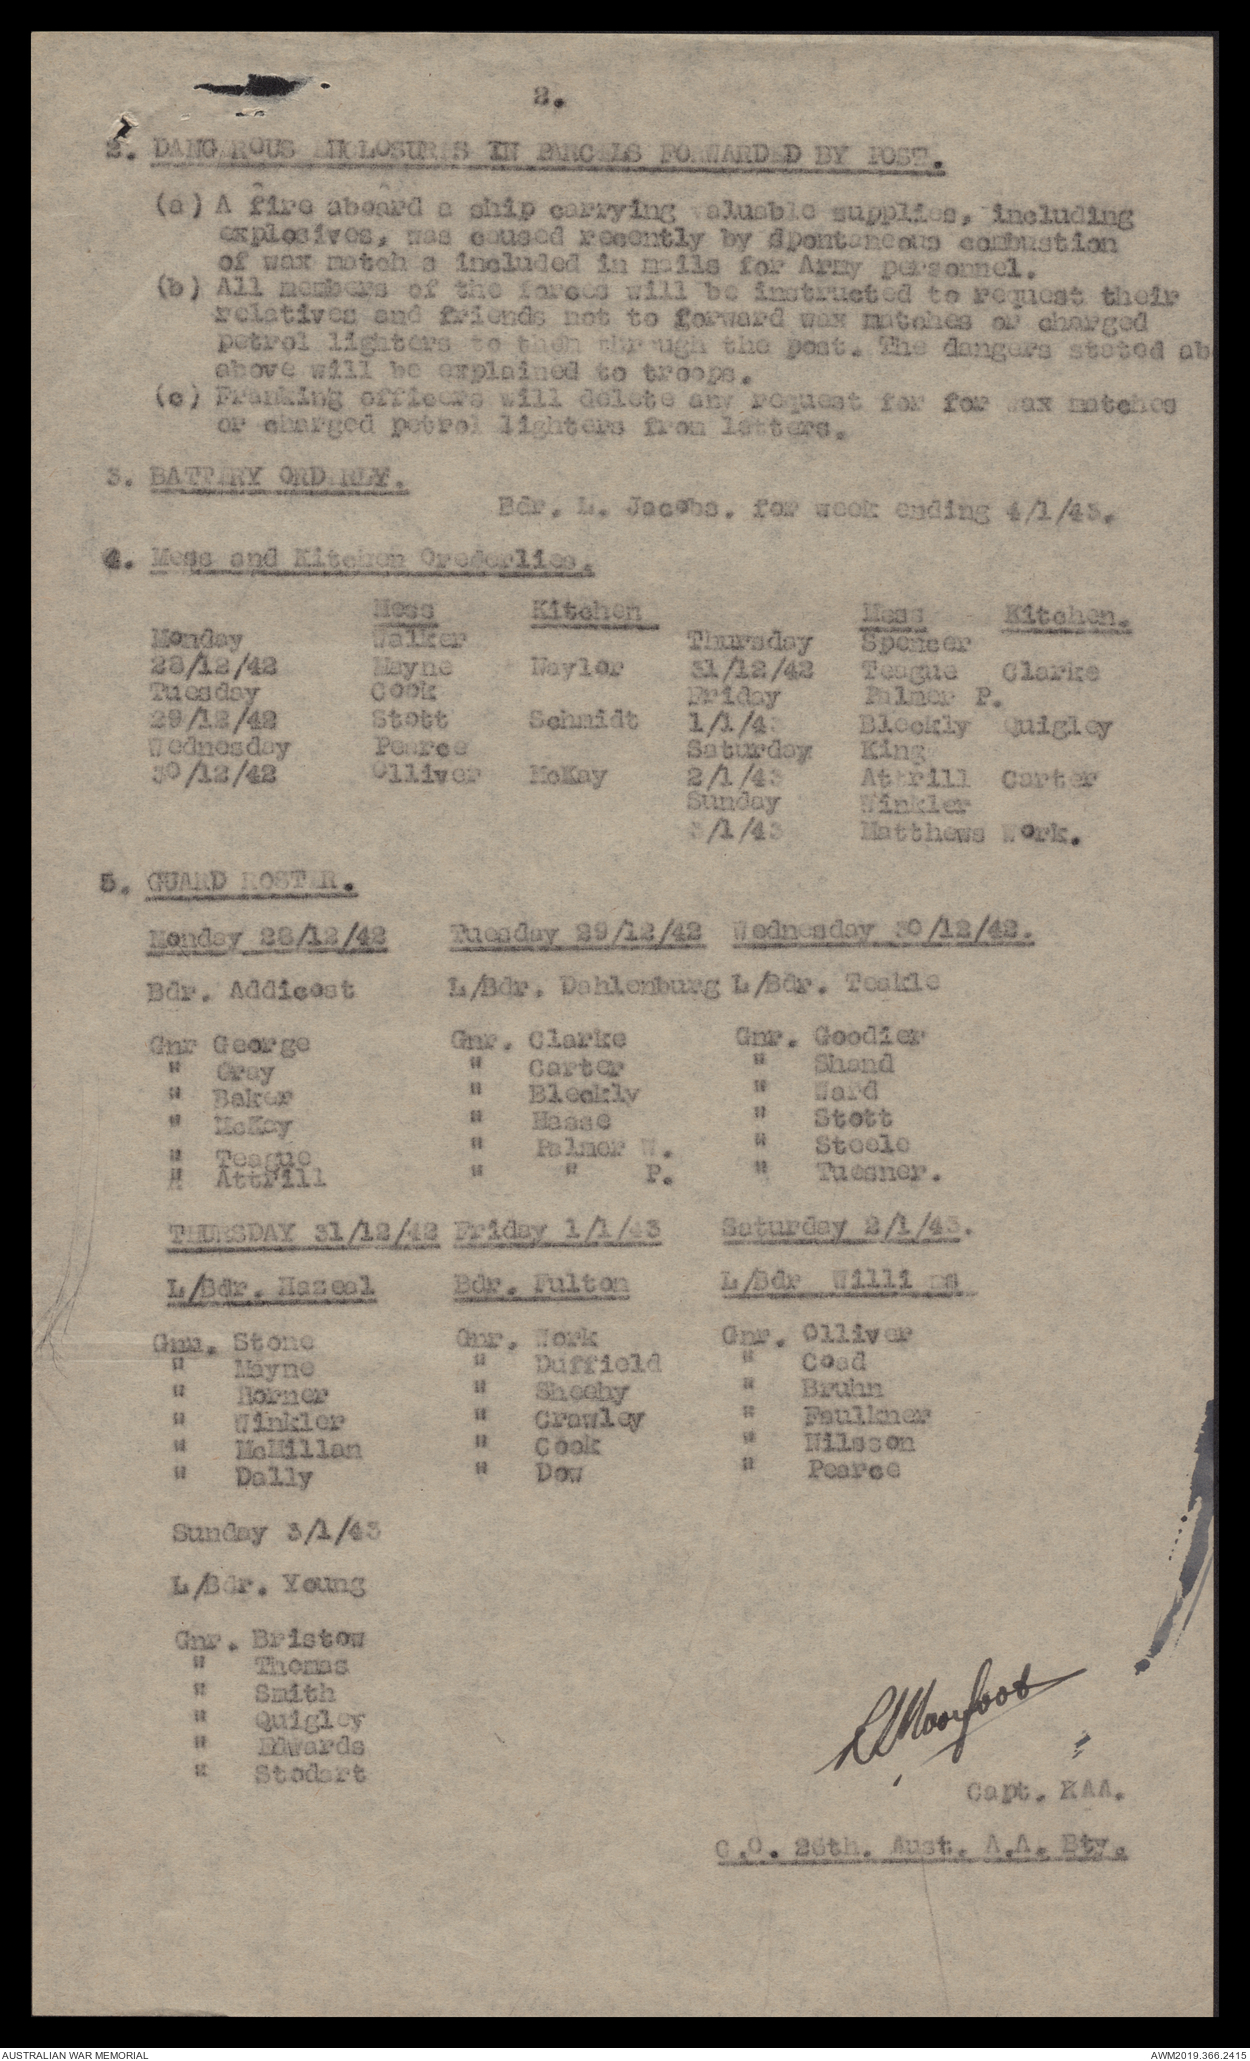 2.
2. DANGEROUS ENCLOSURES IN PARCELS FORWARDED BY POST.
(a) A fire aboard a ship carrying valuable supplies, including
explosives, was caused recently by dpontaneous combustion
of wax match s included in mails for Army personnel.
(b) All members of the forces will be instructed to request their
relatives and friends not to forward wax matches or charged
petrol lighters to them through the post. The dangers stated ab
above will be explained to troops.
(c) Franking officers will delete any request for for wax matches
or charged petrol lighters from letters.
3. BATTERY ORDERLY.
Bdr. L. Jacobs. for week ending 4/1/43.
4. Mess and Kitchen Orederlies.
Mess Kitchen Mess Kitchen.
Monday Walker Thursday Spencer
28/12/42 Mayne Naylor 31/12/42 Teague Clarke
Tuesday Cook Friday Palmer P.
29/12/42 Stott Schmidt 1/1/43 Bleckly Quigley
Wednesday Pearce Saturday King
30/12/42 Olliver McKay 2/1/43 Attrill Carter
Sunday Winkler
3/1/43 Matthews Work.
5. GUARD ROSTER.
Monday 28/12/42 Tuesday 29/12/42 Wednesday 30/12/42.
Bdr. Addicost L/Bdr. Dahlenburg L/Bdr. Teakle
Gnr George Gnr. Clarke Gnr. Goodier
" Gray " Carter " Shand
" Baker " Bleckly " Ward
" McKay " Hasse " Stott
" Teague " Palmer W. " Steele
" Attrill " " P. " Tuesner.
THURSDAY 31/12/42 Friday 1/1/43 Saturday 2/1/43.
L/Bdr. Hazeal Bdr. Fulton L/Bdr Williams
Gnn. Stone Gnr. Work Gnr. Olliver
" Mayne " Duffield " Coad
" Horner " Sheehy " Bruhn
" Winkler " Crawley " Faulkner
" McMillan " Cook " Nilsson
" Dally " Dow " Pearce
Sunday 3/1/43
L/Bdr. Young
Gnr. Bristow
" Thomas
" Smith
" Quigley
" Edwards
" Stodart
Moorfoot
Capt. RAA.
C.O. 26th. Aust. A.A. Bty.
AUSTRALIAN WAR MEMORIAL
AWM2019.366.2415